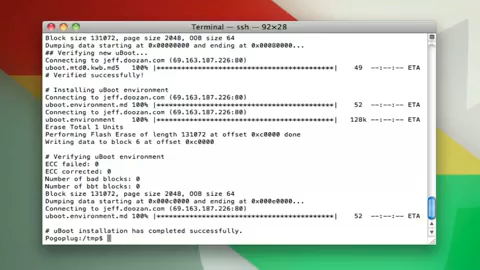 Terminal — ssh — 92×28
Block size 131072, page size 2048, OOB size 64
Dumping data starting at 0x00000000 and ending at 0x00080000...
## Verifying new uBoot...
Connecting to jeff.doozan.com (69.163.187.226:80)
uboot.mtd0.kwb.md5   100% |*******************************************|    49  --:--:-- ETA
# Verified successfully!
# Installing uBoot environment
Connecting to jeff.doozan.com (69.163.187.226:80)
uboot.environment.md 100% |*******************************************|    52  --:--:-- ETA
Connecting to jeff.doozan.com (69.163.187.226:80)
uboot.environment    100% |*******************************************|  128k  --:--:-- ETA
Erase Total 1 Units
Performing Flash Erase of length 131072 at offset 0xc0000 done
Writing data to block 6 at offset 0xc0000
# Verifying uBoot environment
ECC failed: 0
ECC corrected: 0
Number of bad blocks: 0
Number of bbt blocks: 0
Block size 131072, page size 2048, OOB size 64
Dumping data starting at 0x000c0000 and ending at 0x000e0000...
Connecting to jeff.doozan.com (69.163.187.226:80)
uboot.environment.md 100% |*******************************************|    52  --:--:-- ETA
# uBoot installation has completed successfully.
Pogoplug:/tmp$